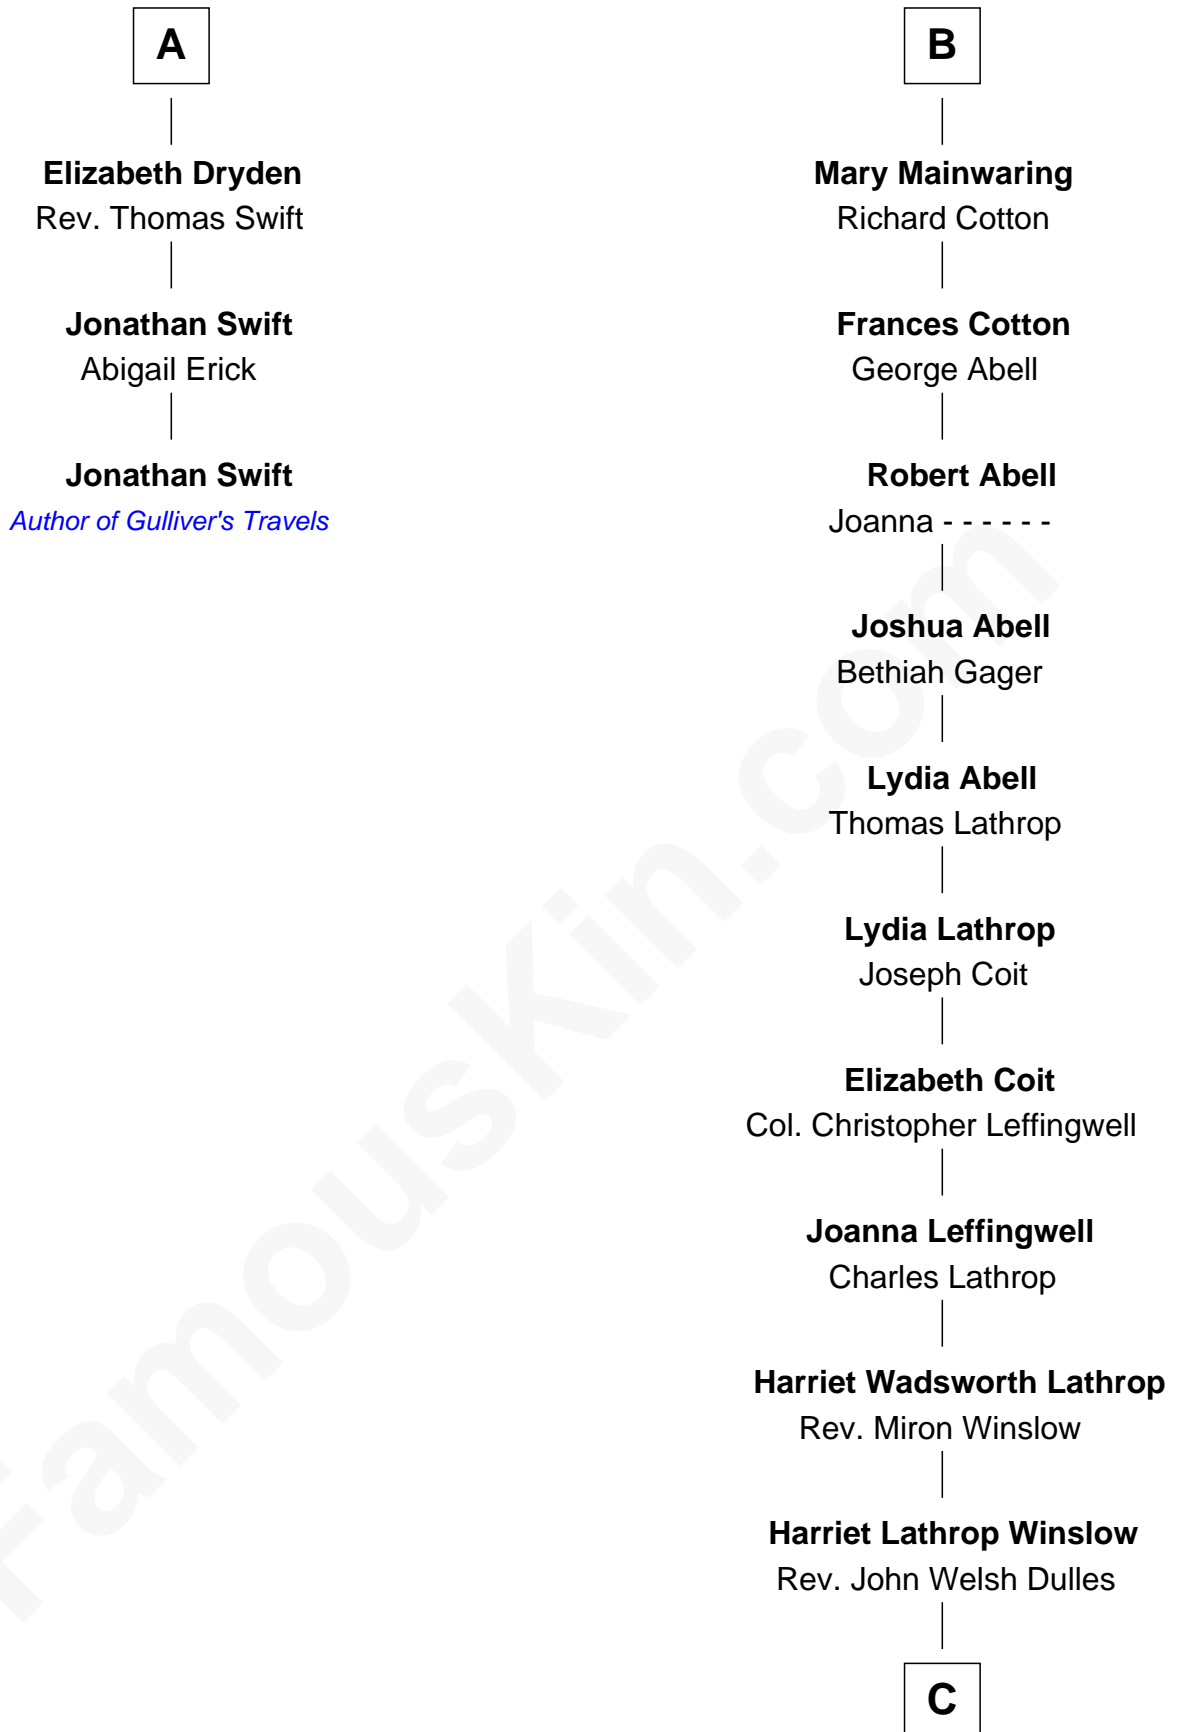 A
Elizabeth Dryden
Rev. Thomas Swift
Jonathan Swift
Abigail Erick
Jonathan Swift
Author of Gulliver's Travels
B
Mary Mainwaring
Richard Cotton
Frances Cotton
George Abell
Robert Abell
Joanna - - - - - -
Joshua Abell
Bethiah Gager
Lydia Abell
Thomas Lathrop
Lydia Lathrop
Joseph Coit
Elizabeth Coit
Col. Christopher Leffingwell
Joanna Leffingwell
Charles Lathrop
Harriet Wadsworth Lathrop
Rev. Miron Winslow
Harriet Lathrop Winslow
Rev. John Welsh Dulles
C
FamousKin.com